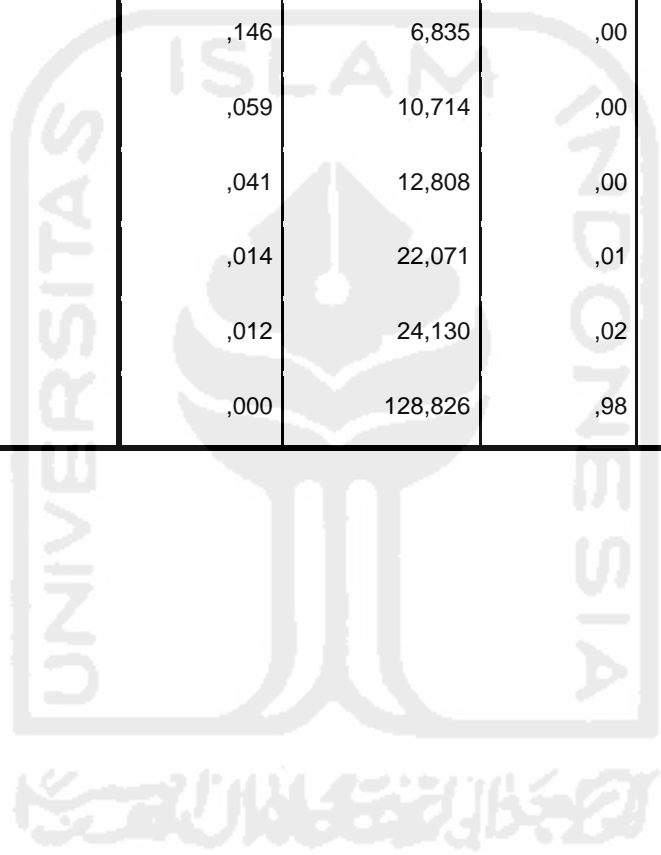 ,146 6,835 ,00
ISLAM
,059 10,714 ,00
,041 12,808 ,00
,014 22,071 ,01
,012 24,130 ,02
,000 128,826 ,98
UNIVERSITAS
INDONESIA